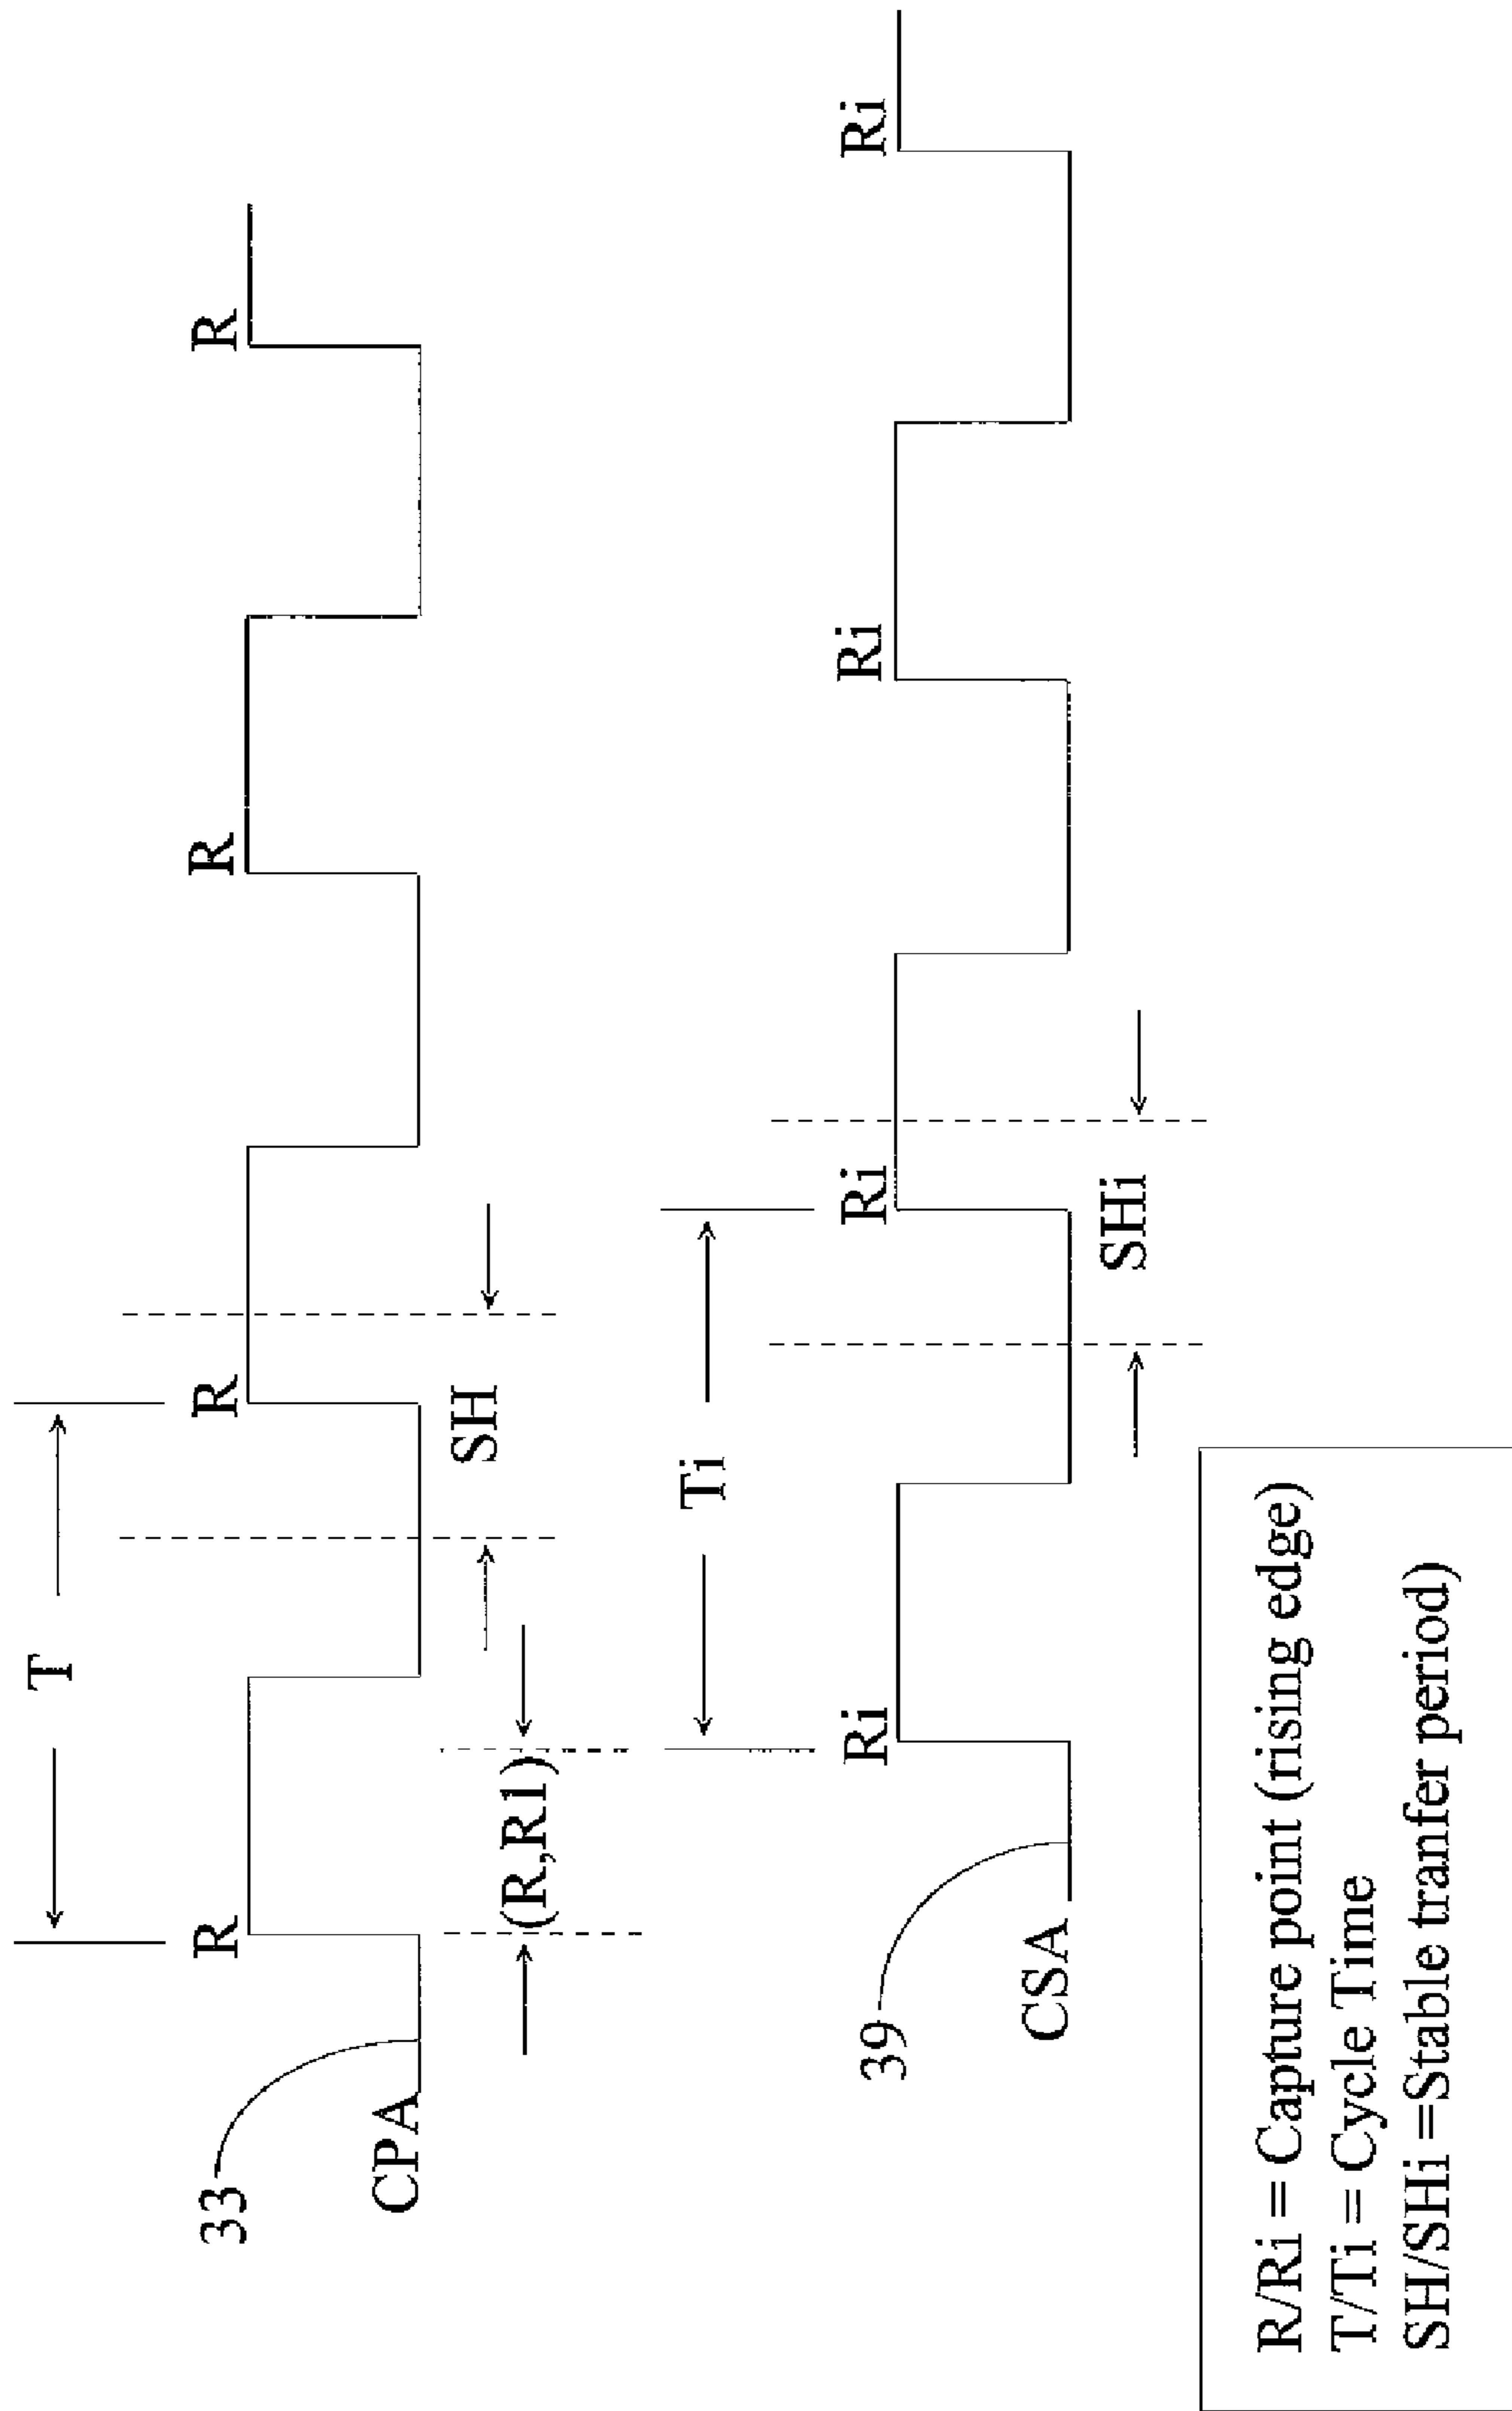 T
R
R
R
R
33
CPA
SH
(R,R1)
Ti
Ri
Ri
Ri
Ri
39
CSA
SHi
R/Ri = Capture point (rising edge)
T/Ti = Cycle Time
SH/SHi =Stable tranfer period)